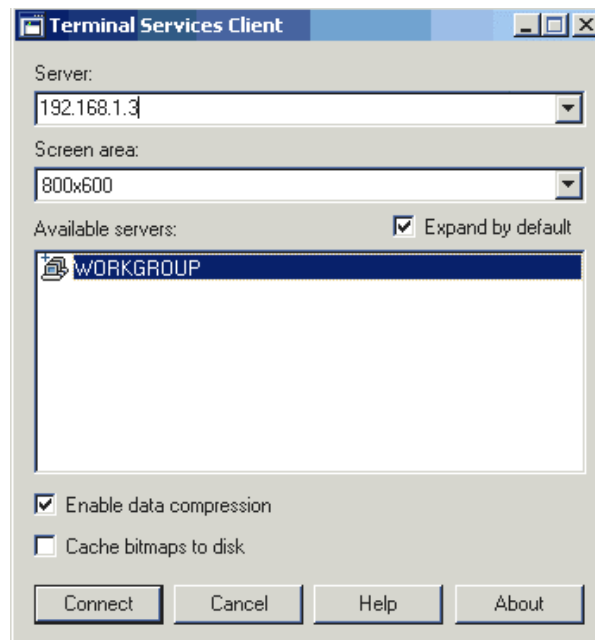 Terminal Services Client
Server:
192.168.1.3
Screen area:
800x600
Available servers:
Expand by default
WORKGROUP
Enable data compression
Cache bitmaps to disk
Connect
Cancel
Help
About